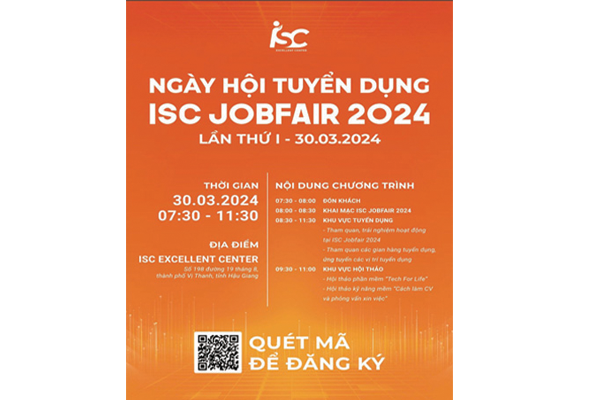 isc
EXCELLENT CENTER
NGÀY HỘI TUYỂN DỤNG
ISC JOBFAIR 2024
LẦN THỨ I - 30.03.2024
THỜI GIAN
30.03.2024
07:30 - 11:30
ĐỊA ĐIỂM
ISC EXCELLENT CENTER
Số 198 đường 19 tháng 8,
thành phố Vị Thanh, tỉnh Hậu Giang
NỘI DUNG CHƯƠNG TRÌNH
07:30 - 08:00 ĐÓN KHÁCH
08:00 - 08:30 KHAI MẠC ISC JOBFAIR 2024
08:30 - 11:30 KHU VỰC TUYỂN DỤNG
- Tham quan, trải nghiệm hoạt động
tại ISC Jobfair 2024
- Tham quan các gian hàng tuyển dụng,
ứng tuyển các vị trí tuyển dụng
09:30 - 11:00 KHU VỰC HỘI THẢO
- Hội thảo phần mềm "Tech For Life"
- Hội thảo kỹ năng mềm "Cách làm CV
và phỏng vấn xin việc"
QUÉT MÃ
ĐỂ ĐĂNG KÝ